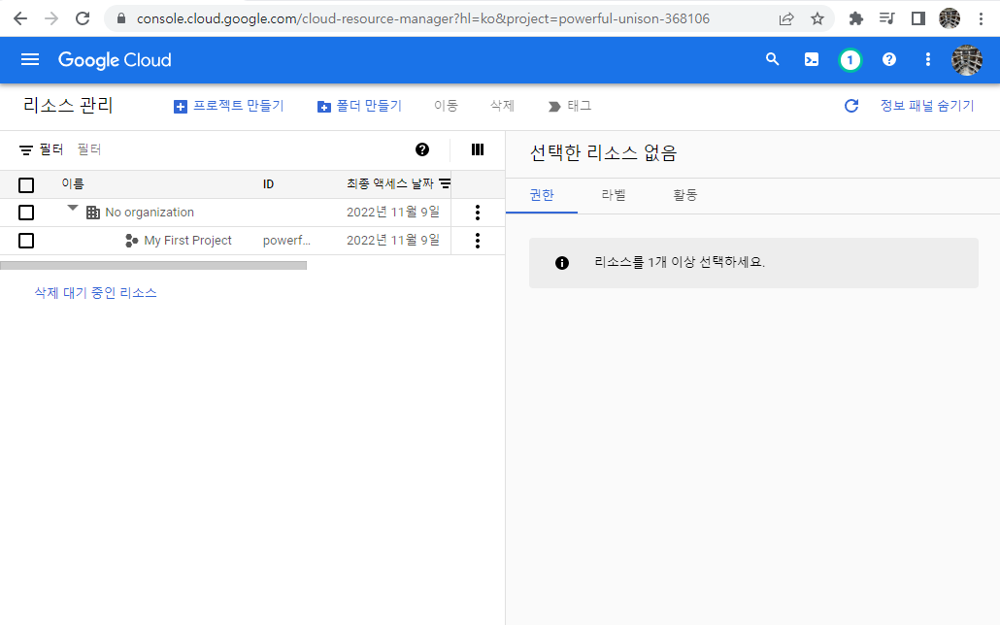 console.cloud.google.com/cloud-resource-manager?hl=ko&project=powerful-unison-368106
Google Cloud
1
리소스 관리 프로젝트 만들기 폴더 만들기 이동 삭제 태그 정보 패널 숨기기
필터 필터
이름 ID 최종 액세스 날짜
No organization 2022년 11월 9일
My First Project powerf... 2022년 11월 9일
삭제 대기 중인 리소스
선택한 리소스 없음
권한 라벨 활동
리소스를 1개 이상 선택하세요.